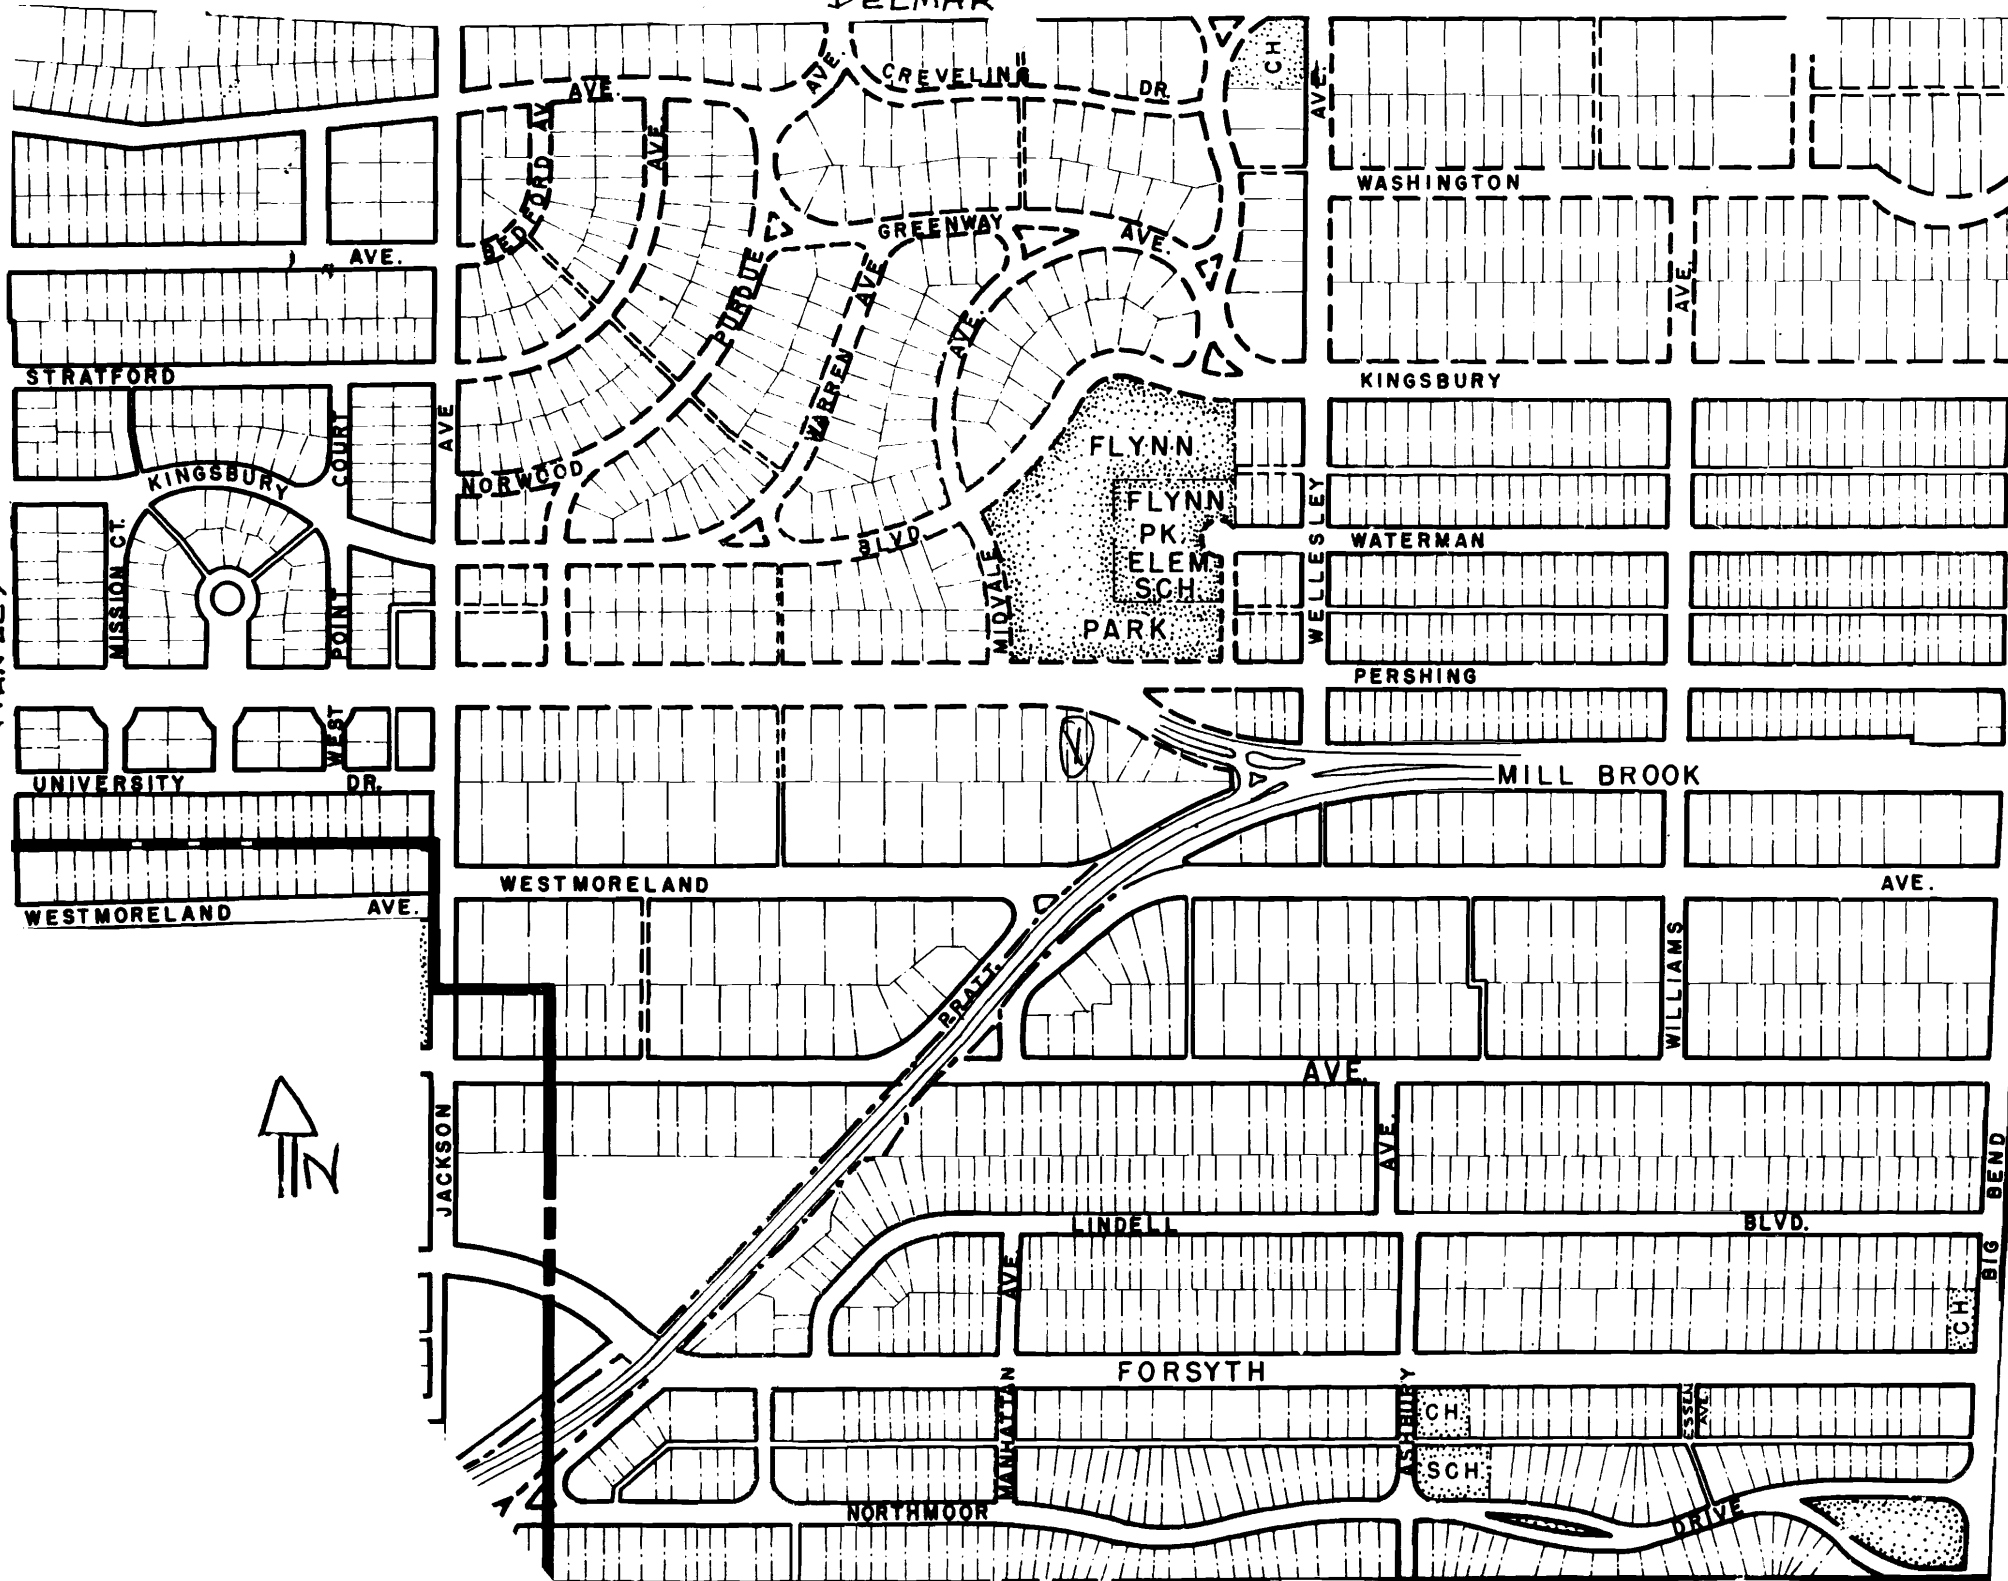 DELMAR
CH
AVE.
CREVELING
DR.
AVE.
AVE.
BEDFORD AV
AVE
WASHINGTON
GREENWAY
AVE.
AVE.
PURDUE
AVE
AVE.
AVE.
STRATFORD
KINGSBURY
COURT
AVE
WARREN
FLYNN
KINGSBURY
NORWOOD
FLYNN
PK.
ELEM.
SCH.
PARK
BLVD.
WATERMAN
WELLESLEY
MISSION CT.
POINT
MIDVALE
PERSHING
WEST
UNIVERSITY
DR.
MILL BROOK
WESTMORELAND
AVE.
WESTMORELAND
AVE.
WILLIAMS
P.R.A.T.T.
AVE.
N
JACKSON
AVE.
BIG BEND
LINDELL
BLVD.
AVE.
CH.
FORSYTH
MANHATTAN
ASHBURY
CH.
ESSEX
AVE.
SCH.
NORTHMOOR
DRIVE